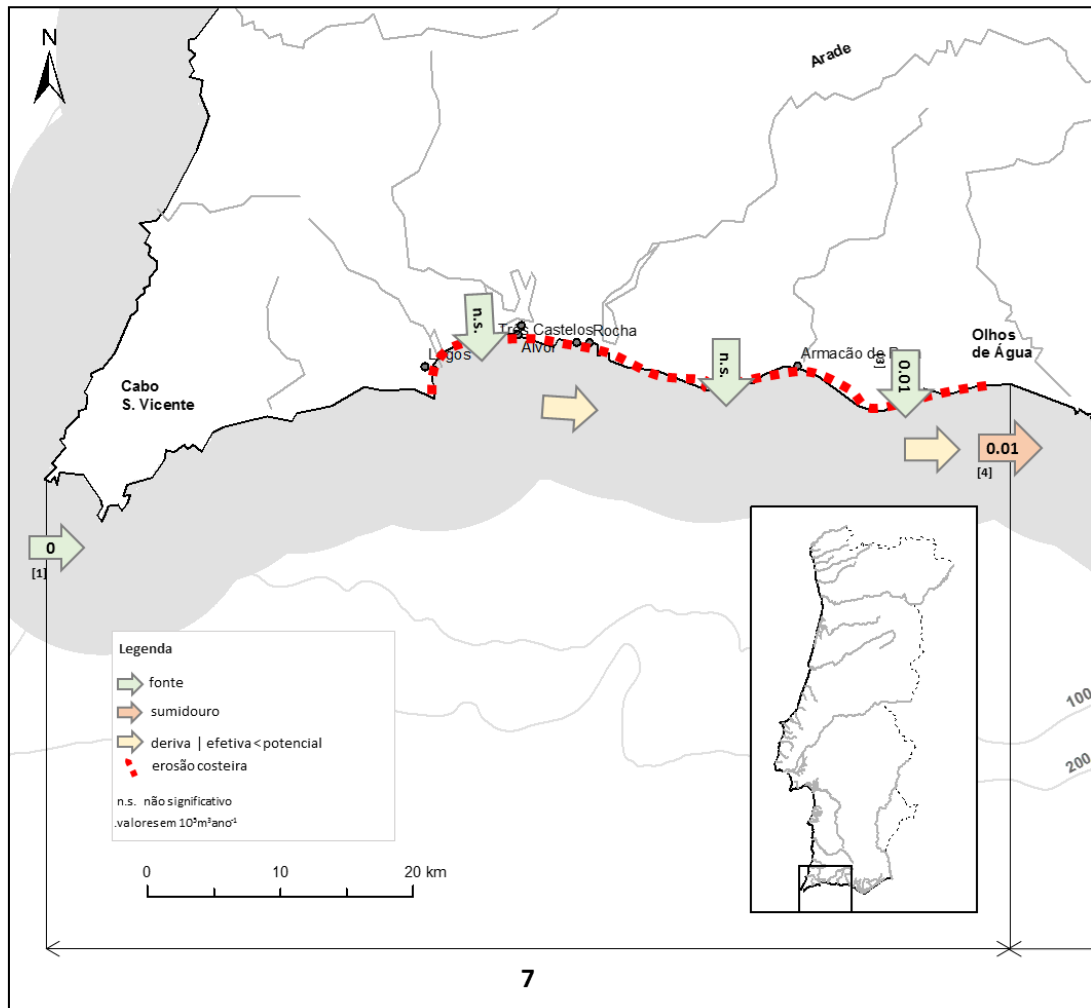 N
Arade
n.s.
Três Castelos
Rocha
Alvor
Lagos
Armação de
n.s.
[3]
0.01
Olhos
de Água
Cabo
S. Vicente
0.01
[4]
0
[1]
Legenda
fonte
sumidouro
deriva | efetiva < potencial
erosão costeira
n.s. não significativo
.valores em 10⁵m³ano⁻¹
100
200
0 10 20 km
7